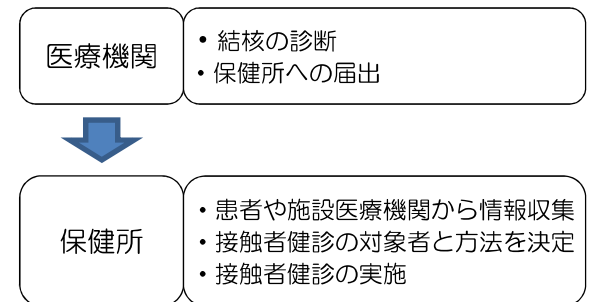 医療機関
・結核の診断
・保健所への届出
保健所
・患者や施設医療機関から情報収集
・接触者健診の対象者と方法を決定
・接触者健診の実施